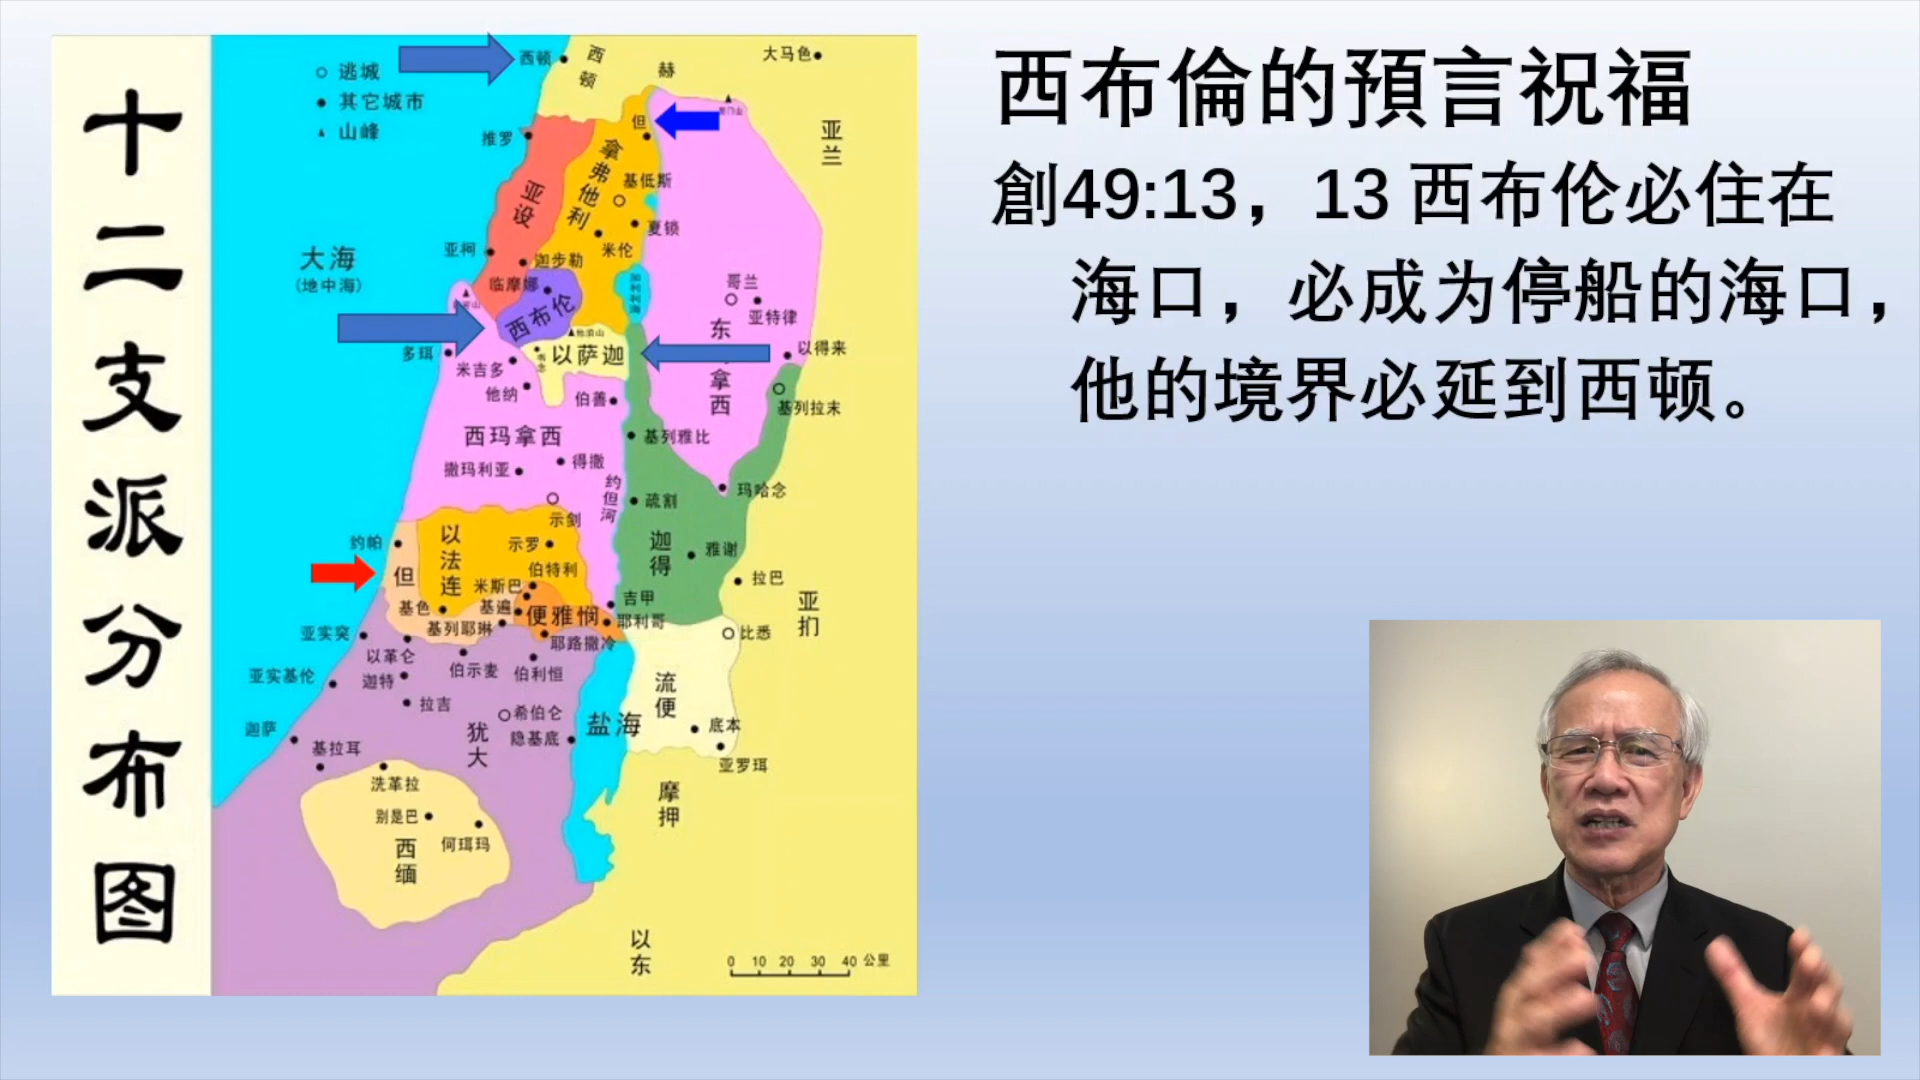 十二支派分布图
西布倫的預言祝福
創49:13，13 西布伦必住在
海口，必成为停船的海口，
他的境界必延到西顿。
逃城
其它城市
山峰
西顿
西顿
大马色
赫
但
推罗
亚兰
拿弗他利
基低斯
亚设
夏锁
米伦
亚柯
迦步勒
大海
(地中海)
临摩娜
加利利海
哥兰
亚特律
西布伦
他泊山
东
拿西
多珥
以萨迦
以得来
米吉多
他纳
伯善
基列拉末
西玛拿西
基列雅比
撒玛利亚
得撒
约但河
玛哈念
疏割
示剑
约帕
以法连
示罗
迦得
雅谢
但
伯特利
米斯巴
拉巴
基色
基遍
便雅悯
吉甲
耶利哥
亚扪
基列耶琳
亚实突
耶路撒冷
比悉
以革仑
伯示麦
伯利恒
亚实基伦
迦特
流便
拉吉
希伯仑
盐海
底本
迦萨
犹大
隐基底
基拉耳
亚罗珥
洗革拉
摩押
别是巴
何珥玛
西缅
以东
0 10 20 30 40 公里